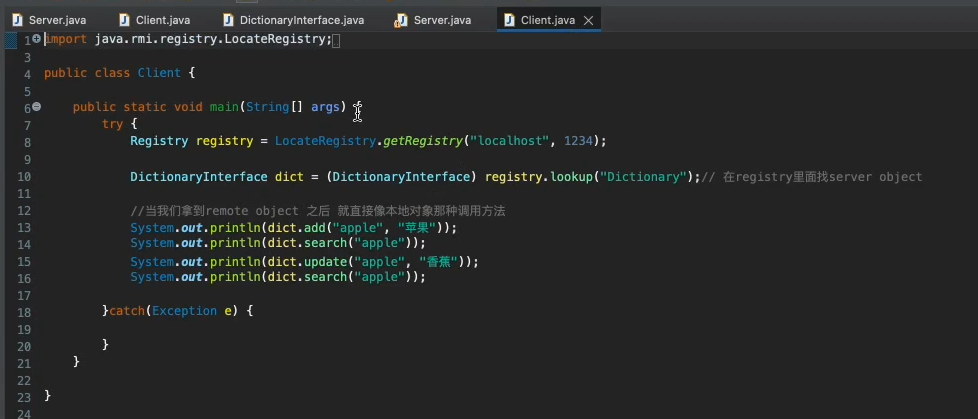 Server.java Client.java DictionaryInterface.java Server.java Client.java
1 import java.rmi.registry.LocateRegistry;
3
4 public class Client {
5
6 public static void main(String[] args) {
7 try {
8 Registry registry = LocateRegistry.getRegistry("localhost", 1234);
9
10 DictionaryInterface dict = (DictionaryInterface) registry.lookup("Dictionary");// 在registry里面找server object
11
12 //当我们拿到remote object 之后 就直接像本地对象那种调用方法
13 System.out.println(dict.add("apple", "苹果"));
14 System.out.println(dict.search("apple"));
15 System.out.println(dict.update("apple", "香蕉"));
16 System.out.println(dict.search("apple"));
17
18 }catch(Exception e) {
19
20 }
21 }
22
23 }
24